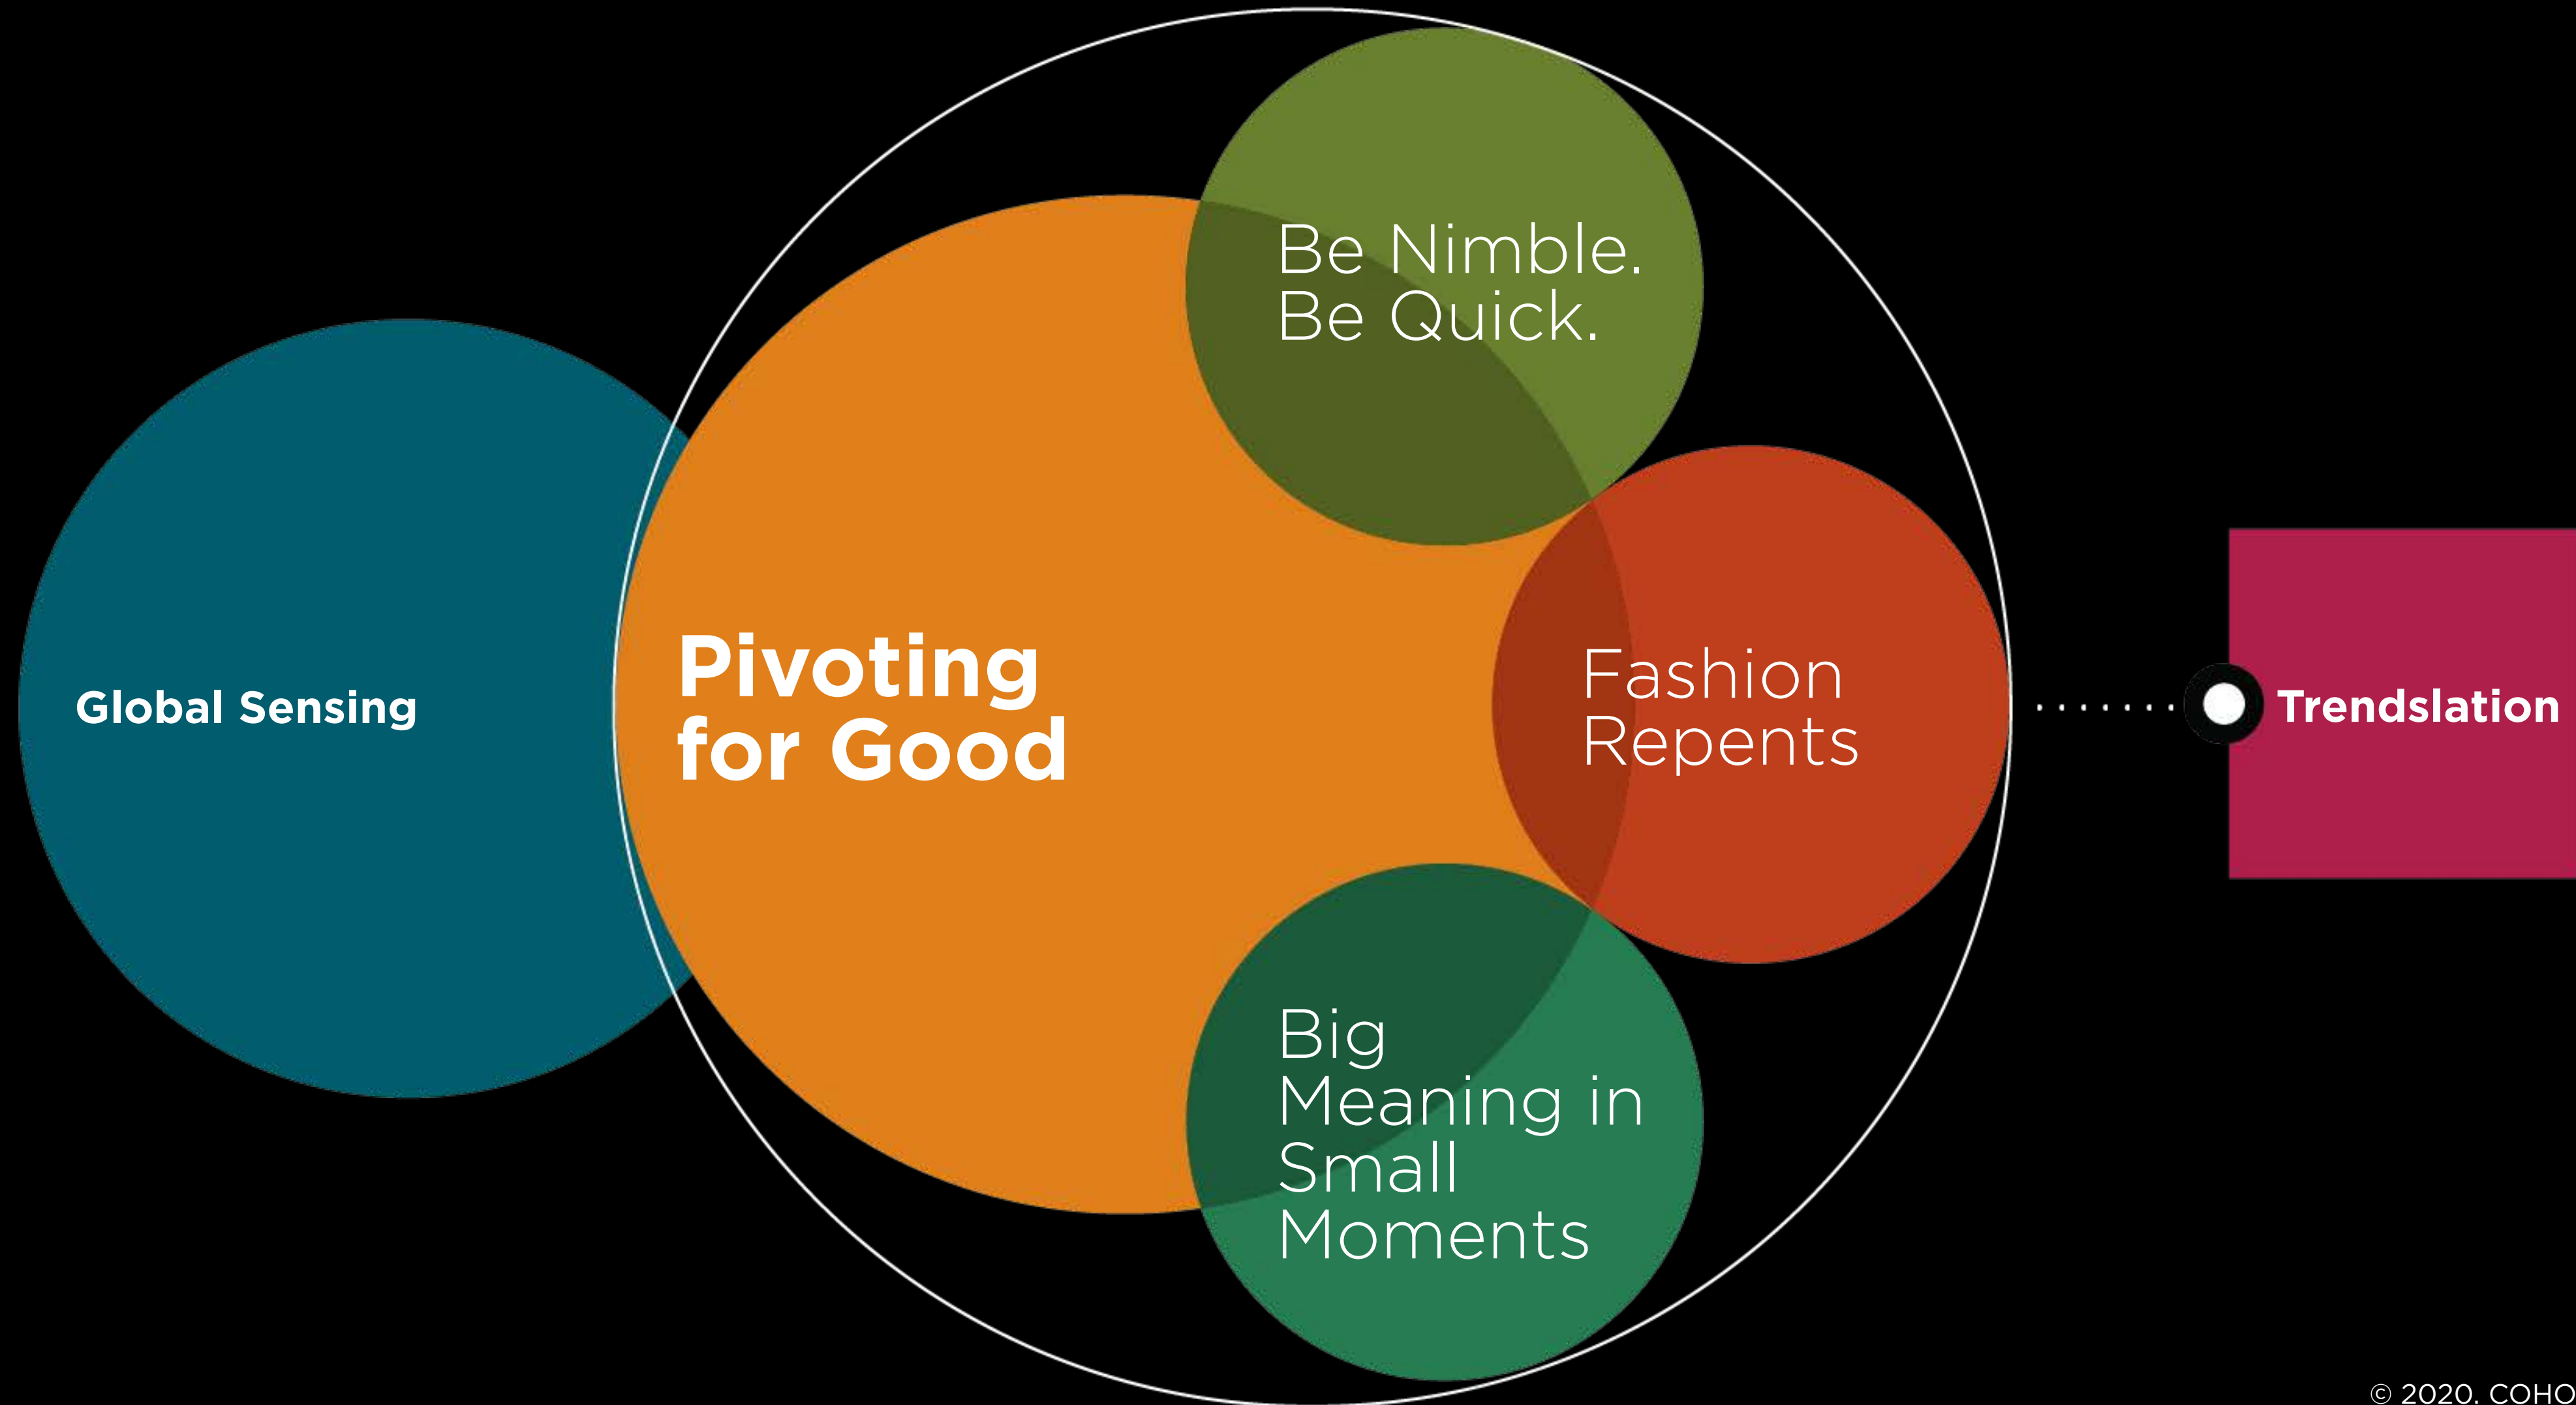 Be Nimble.
Be Quick.
Global Sensing
Pivoting
for Good
Fashion
Repents
Trendslation
Big
Meaning in
Small
Moments
© 2020. COHO